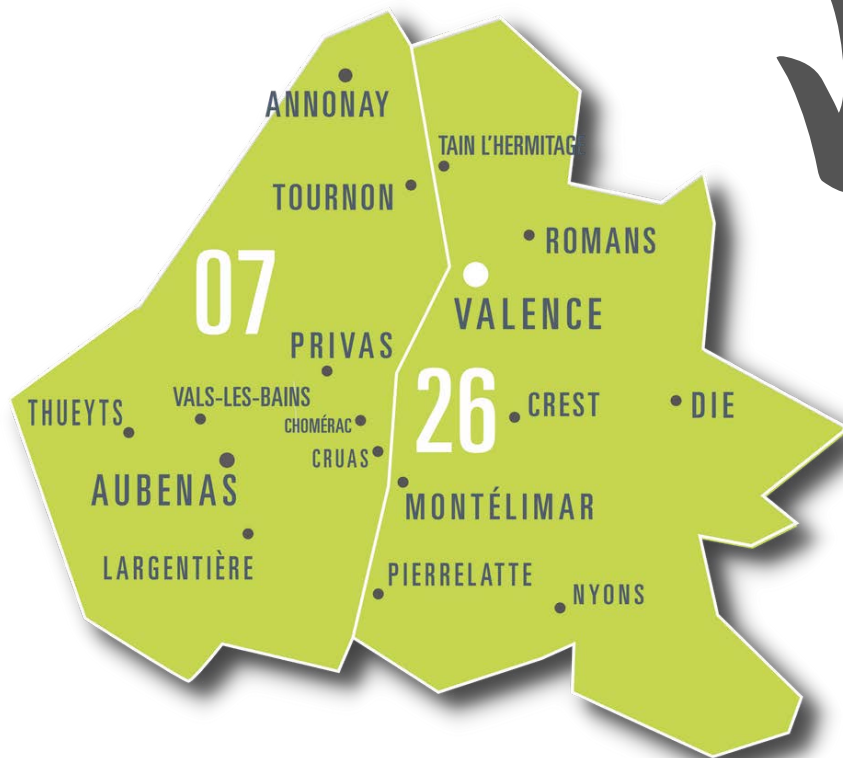 ANNONAY
TAIN L'HERMITAGE
TOURNON
ROMANS
07
VALENCE
PRIVAS
26
VALS-LES-BAINS
THUEYTS
CHOMÉRAC
CREST
DIE
CRUAS
AUBENAS
MONTÉLIMAR
LARGENTIÈRE
PIERRELATTE
NYONS